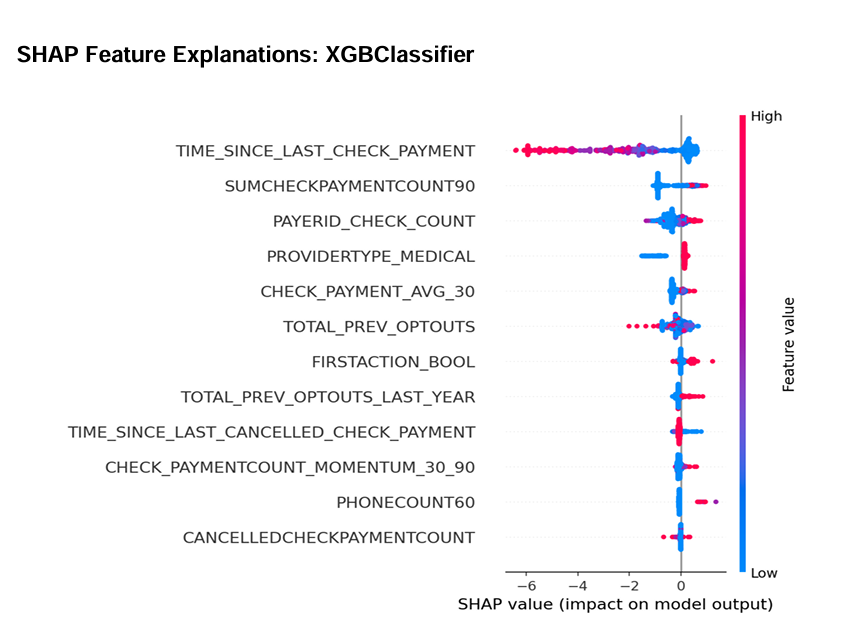 SHAP Feature Explanations: XGBClassifier
High
TIME_SINCE_LAST_CHECK_PAYMENT
SUMCHECKPAYMENTCOUNT90
PAYERID_CHECK_COUNT
PROVIDERTYPE_MEDICAL
CHECK_PAYMENT_AVG_30
TOTAL_PREV_OPTOUTS
FIRSTACTION_BOOL
TOTAL_PREV_OPTOUTS_LAST_YEAR
TIME_SINCE_LAST_CANCELLED_CHECK_PAYMENT
CHECK_PAYMENTCOUNT_MOMENTUM_30_90
PHONECOUNT60
CANCELLEDCHECKPAYMENTCOUNT
Feature value
Low
−6 −4 −2 0
SHAP value (impact on model output)